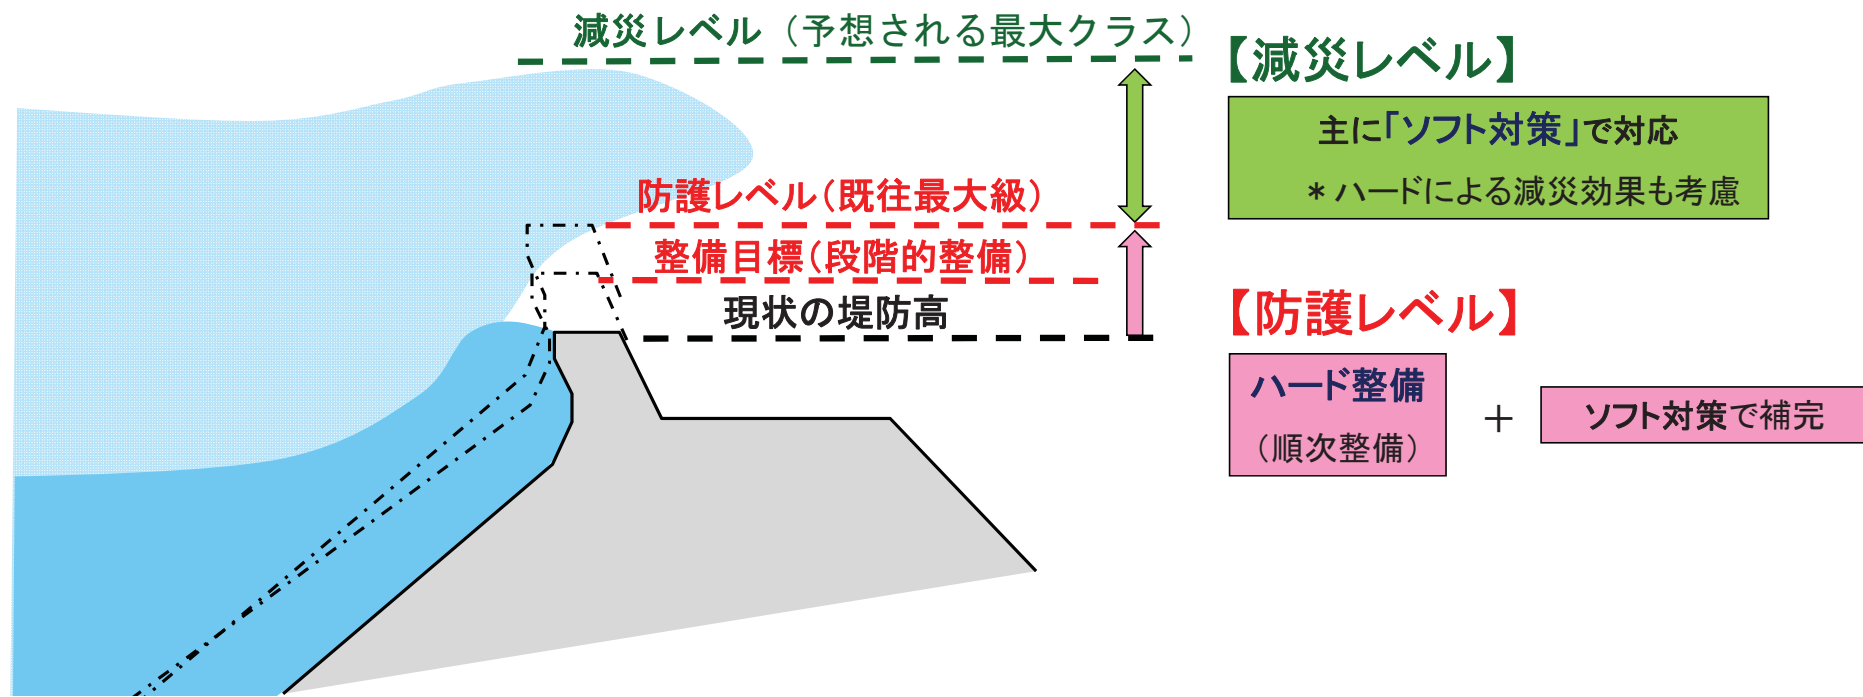 減災レベル（予想される最大クラス）
防護レベル（既往最大級）
整備目標（段階的整備）
現状の堤防高
【減災レベル】
主に「ソフト対策」で対応
＊ハードによる減災効果も考慮
【防護レベル】
ハード整備
（順次整備）
＋
ソフト対策で補完